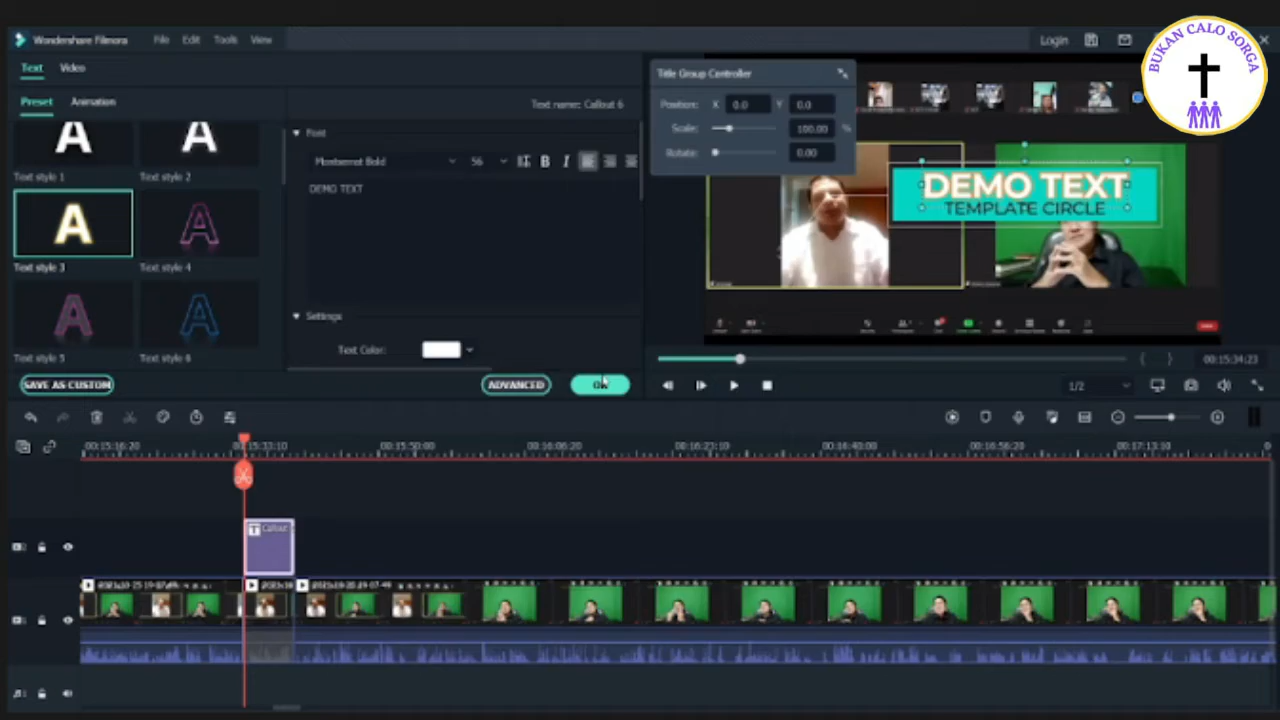 Wondershare Filmora File Edit Tools View Login
BUKAN CALO SORGA
Text Video
Preset Animation Text name: Callout 6
Title Group Controller
Position: X 0.0 Y 0.0
Scale: 100.00 %
Rotate: 0.00
Font
Montserrat Bold 56 B I
DEMO TEXT
A A
Text style 1 Text style 2
A A
Text style 3 Text style 4
A A
Text style 5 Text style 6
Settings
Text Color:
SAVE AS CUSTOM ADVANCED
DEMO TEXT
TEMPLATE CIRCLE
00:15:34:23
1/2
00:15:16:20 00:15:33:10 00:15:50:00 00:16:06:20 00:16:23:10 00:16:40:00 00:16:56:20 00:17:13:10
T Callout